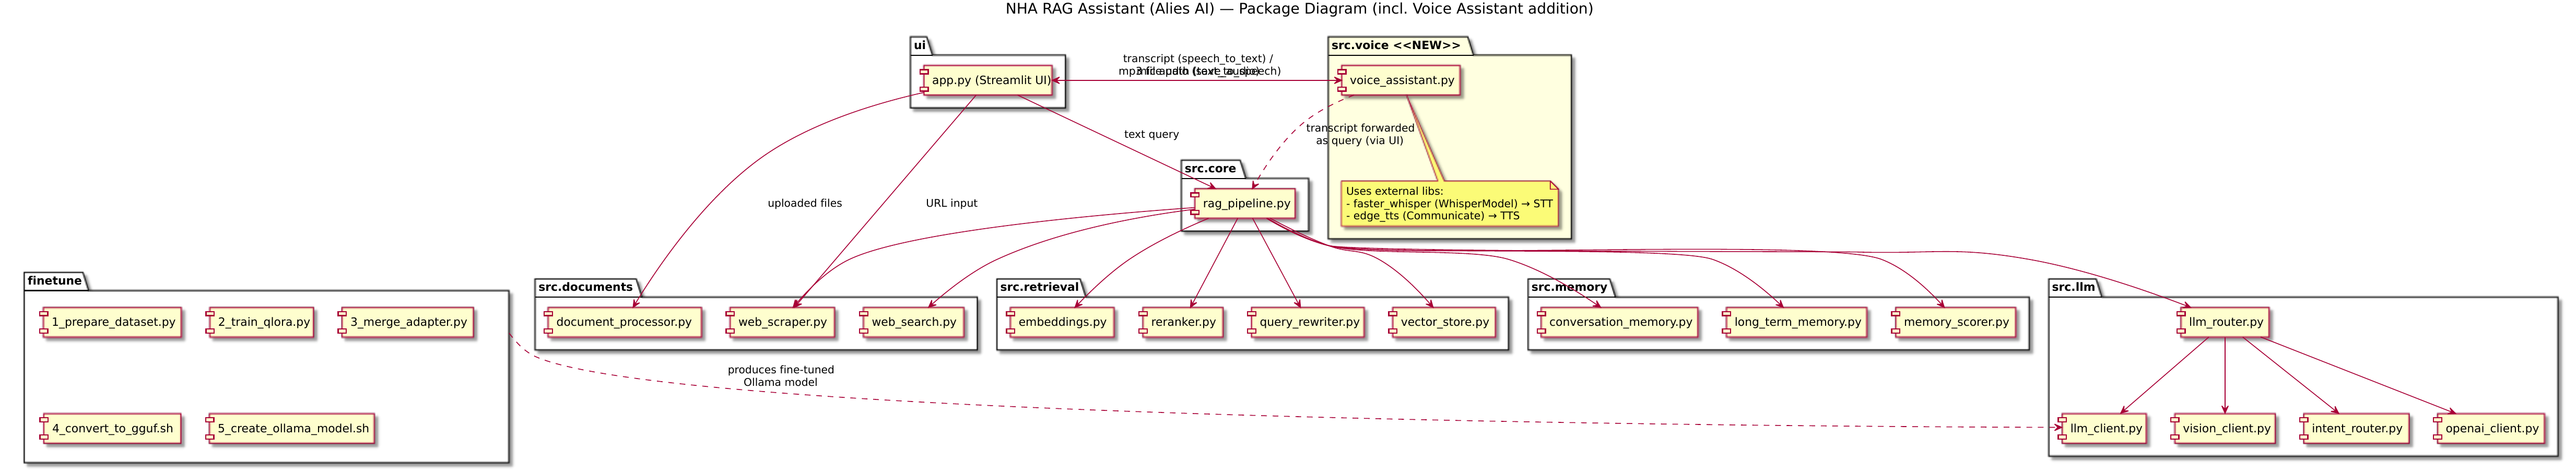 NHA RAG Assistant (Alies AI) — Package Diagram (incl. Voice Assistant addition)
ui
app.py (Streamlit UI)
transcript (speech_to_text) /
src.voice <<NEW>>
voice_assistant.py
text query
transcript forwarded
as query (via UI)
src.core
rag_pipeline.py
Uses external libs:
- faster_whisper (WhisperModel) → STT
- edge_tts (Communicate) → TTS
uploaded files
URL input
finetune
1_prepare_dataset.py
2_train_qlora.py
3_merge_adapter.py
4_convert_to_gguf.sh
5_create_ollama_model.sh
src.documents
document_processor.py
web_scraper.py
web_search.py
src.retrieval
embeddings.py
reranker.py
query_rewriter.py
vector_store.py
src.memory
conversation_memory.py
long_term_memory.py
memory_scorer.py
src.llm
llm_router.py
llm_client.py
vision_client.py
intent_router.py
openai_client.py
produces fine-tuned
Ollama model